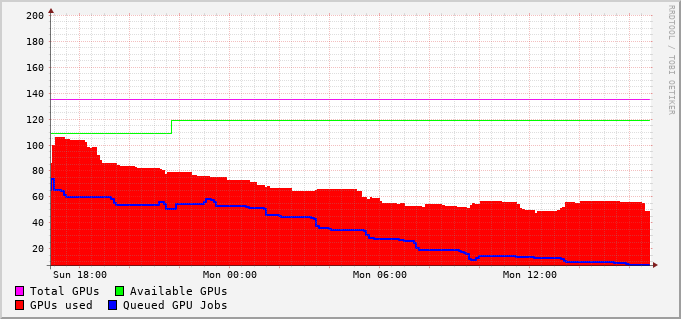 200
180
160
140
120
100
80
60
40
20
Sun 18:00 Mon 00:00 Mon 06:00 Mon 12:00
Total GPUs Available GPUs
GPUs used Queued GPU Jobs
RRDTOOL / TOBI OETIKER